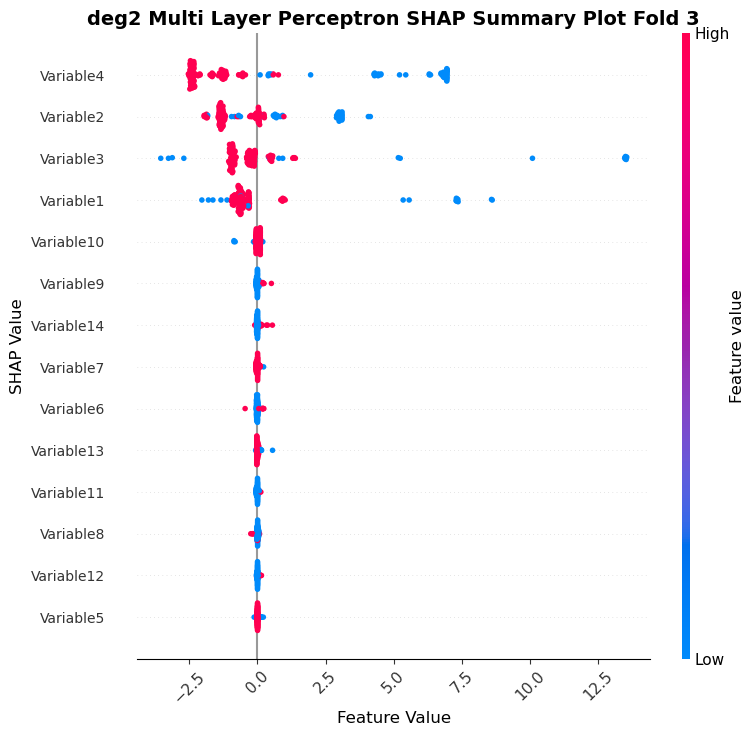 deg2 Multi Layer Perceptron SHAP Summary Plot Fold 3
High
Variable4
Variable2
Variable3
Variable1
Variable10
Variable9
Variable14
Variable7
Variable6
Variable13
Variable11
Variable8
Variable12
Variable5
SHAP Value
Feature value
Low
−2.5
0.0
2.5
5.0
7.5
10.0
12.5
Feature Value